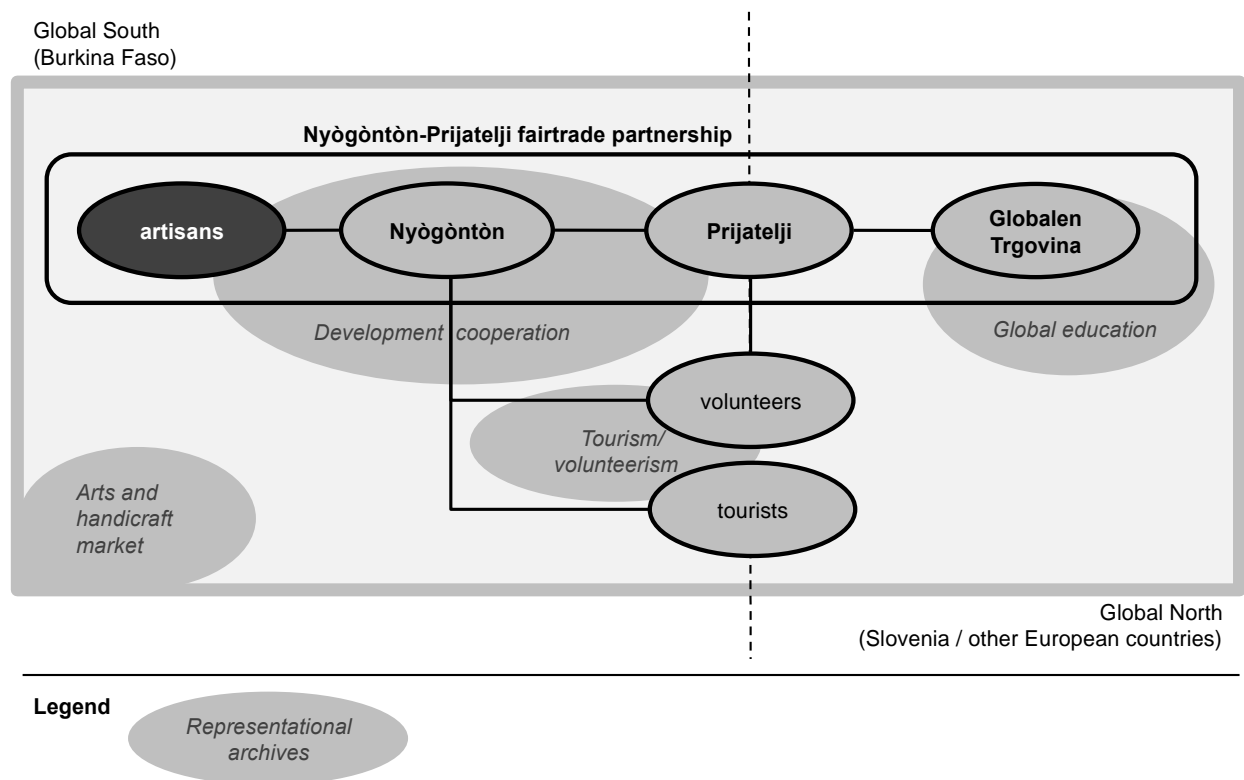 Global South
(Burkina Faso)
Nyògòntòn-Prijatelji fairtrade partnership
artisans
Nyògòntòn
Prijatelji
Globalen
Trgovina
Development cooperation
Global education
volunteers
Tourism/
volunteerism
tourists
Arts and
handicraft
market
Global North
(Slovenia / other European countries)
Legend
Representational
archives